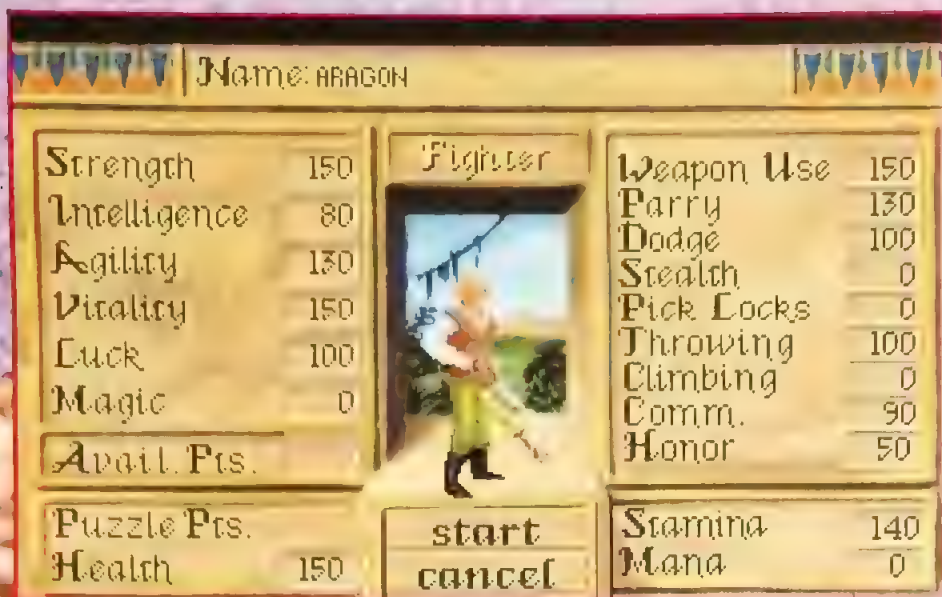 Name: ARAGON
Strength 150
Intelligence 80
Agility 130
Vitality 150
Luck 100
Magic 0
Avail. Pts.
Puzzle Pts.
Health 150
Fighter
start
cancel
Weapon Use 150
Parry 130
Dodge 100
Stealth 0
Pick Locks 0
Throwing 100
Climbing 0
Comm. 90
Honor 50
Stamina 140
Mana 0